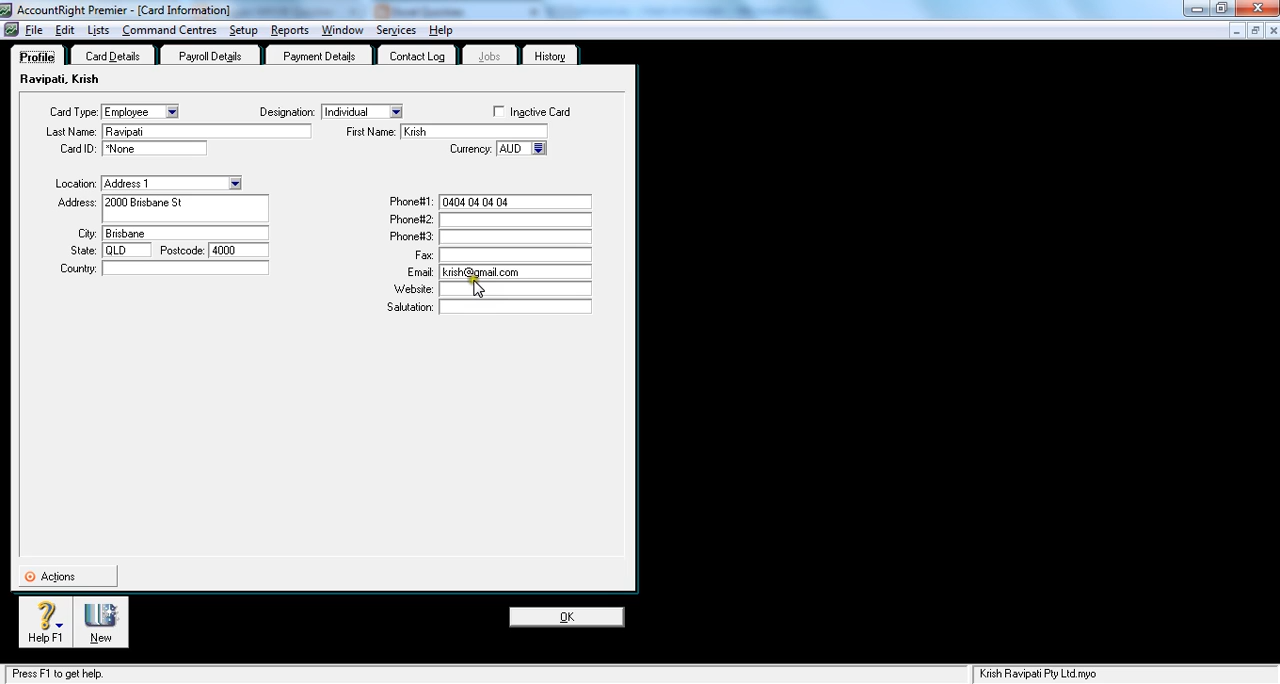 AccountRight Premier - [Card Information]
File Edit Lists Command Centres Setup Reports Window Services Help
Profile Card Details Payroll Details Payment Details Contact Log Jobs History
Ravipati, Krish
Card Type: Employee Designation: Individual Inactive Card
Last Name: Ravipati First Name: Krish
Card ID: *None Currency: AUD
Location: Address 1
Address: 2000 Brisbane St Phone#1: 0404 04 04 04
Phone#2:
City: Brisbane Phone#3:
State: QLD Postcode: 4000 Fax:
Country: Email: krish@gmail.com
Website:
Salutation:
Actions
Help F1 New OK
Press F1 to get help. Krish Ravipati Pty Ltd.myo